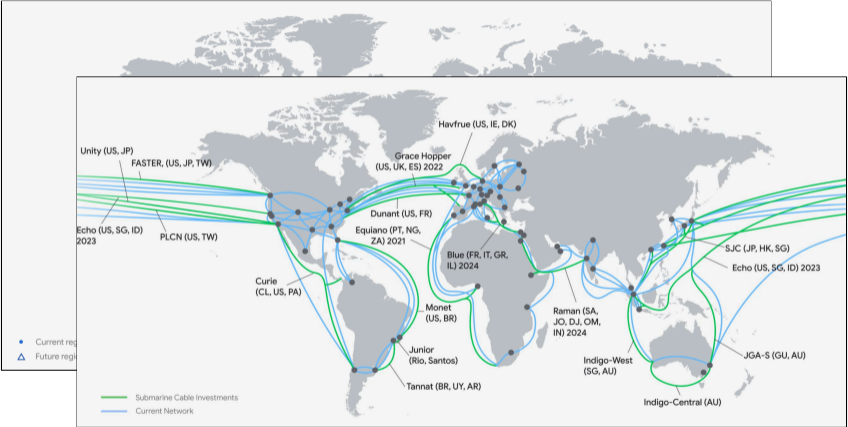 Havfrue (US, IE, DK)
Unity (US, JP)
FASTER, (US, JP, TW)
Grace Hopper
(US, UK, ES) 2022
Dunant (US, FR)
Equiano (PT, NG,
ZA) 2021
Echo (US, SG, ID)
2023
PLCN (US, TW)
Blue (FR, IT, GR,
IL) 2024
SJC (JP, HK, SG)
Echo (US, SG, ID) 2023
Curie
(CL, US, PA)
Monet
(US, BR)
Raman (SA,
JO, DJ, OM,
IN) 2024
Junior
(Rio, Santos)
Indigo-West
(SG, AU)
JGA-S (GU, AU)
Tannat (BR, UY, AR)
Indigo-Central (AU)
Current reg
Future regi
Submarine Cable Investments
Current Network